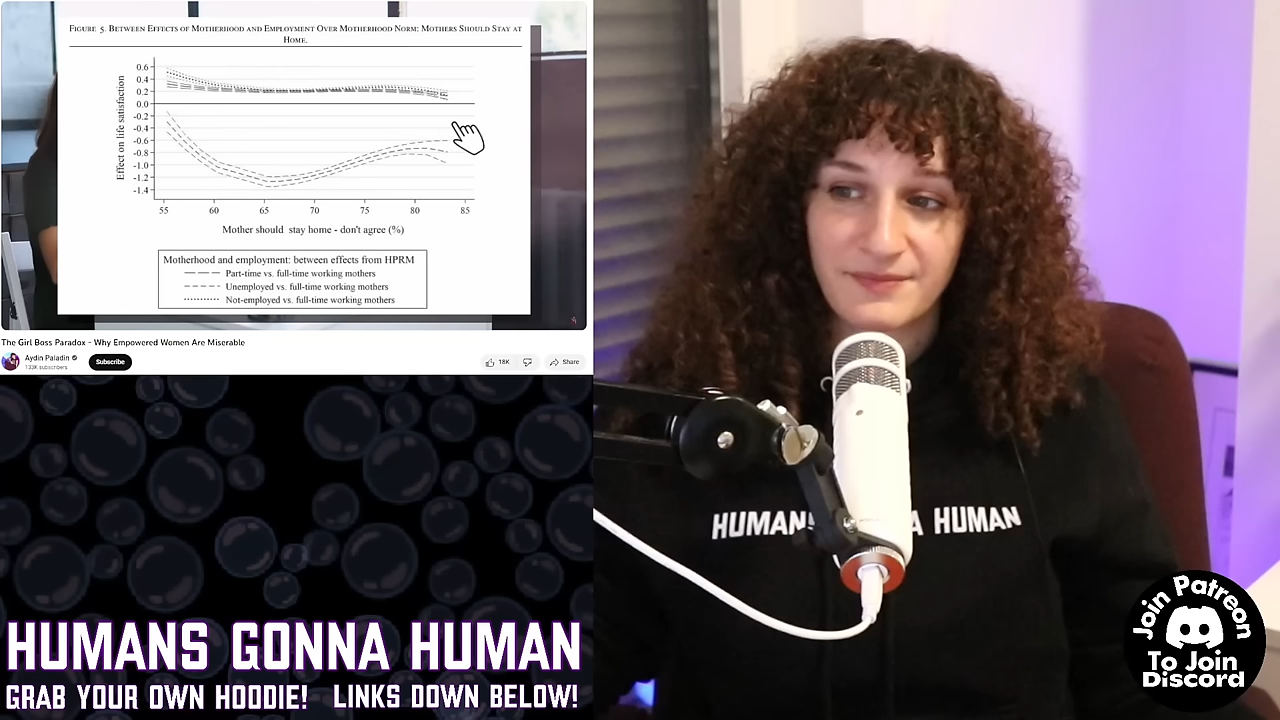 FIGURE 5. BETWEEN EFFECTS OF MOTHERHOOD AND EMPLOYMENT OVER MOTHERHOOD NORM: MOTHERS SHOULD STAY AT
HOME.
Effect on life satisfaction
0.6
0.4
0.2
0.0
-0.2
-0.4
-0.6
-0.8
-1.0
-1.2
-1.4
55 60 65 70 75 80 85
Mother should stay home - don't agree (%)
Motherhood and employment: between effects from HPRM
Part-time vs. full-time working mothers
Unemployed vs. full-time working mothers
Not-employed vs. full-time working mothers
The Girl Boss Paradox - Why Empowered Women Are Miserable
Aydin Paladin
133K subscribers
Subscribe
18K
Share
HUMANS GONNA HUMAN
GRAB YOUR OWN HOODIE! LINKS DOWN BELOW!
HUMANS A HUMAN
Join Patreon
To Join
Discord